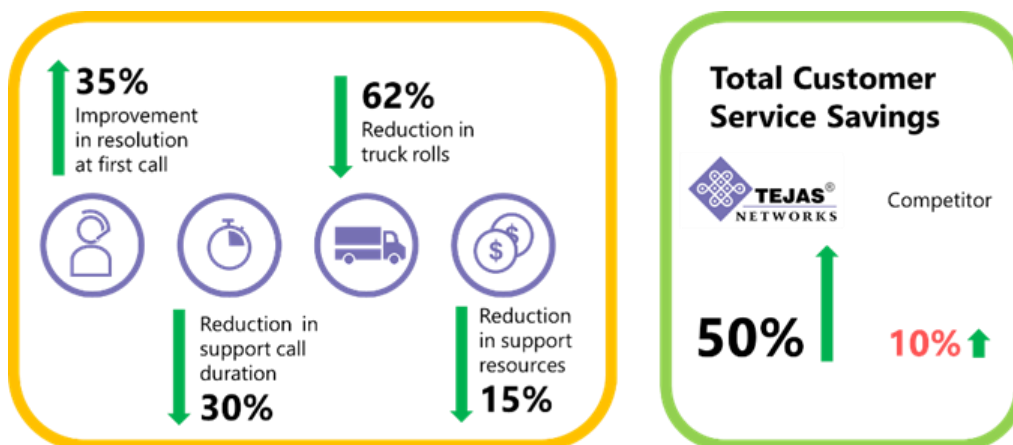 35%
Improvement
in resolution
at first call
62%
Reduction in
truck rolls
$
$
Reduction in
support call
duration
30%
Reduction
in support
resources
15%
Total Customer
Service Savings
TEJAS®
NETWORKS
Competitor
50%
10%